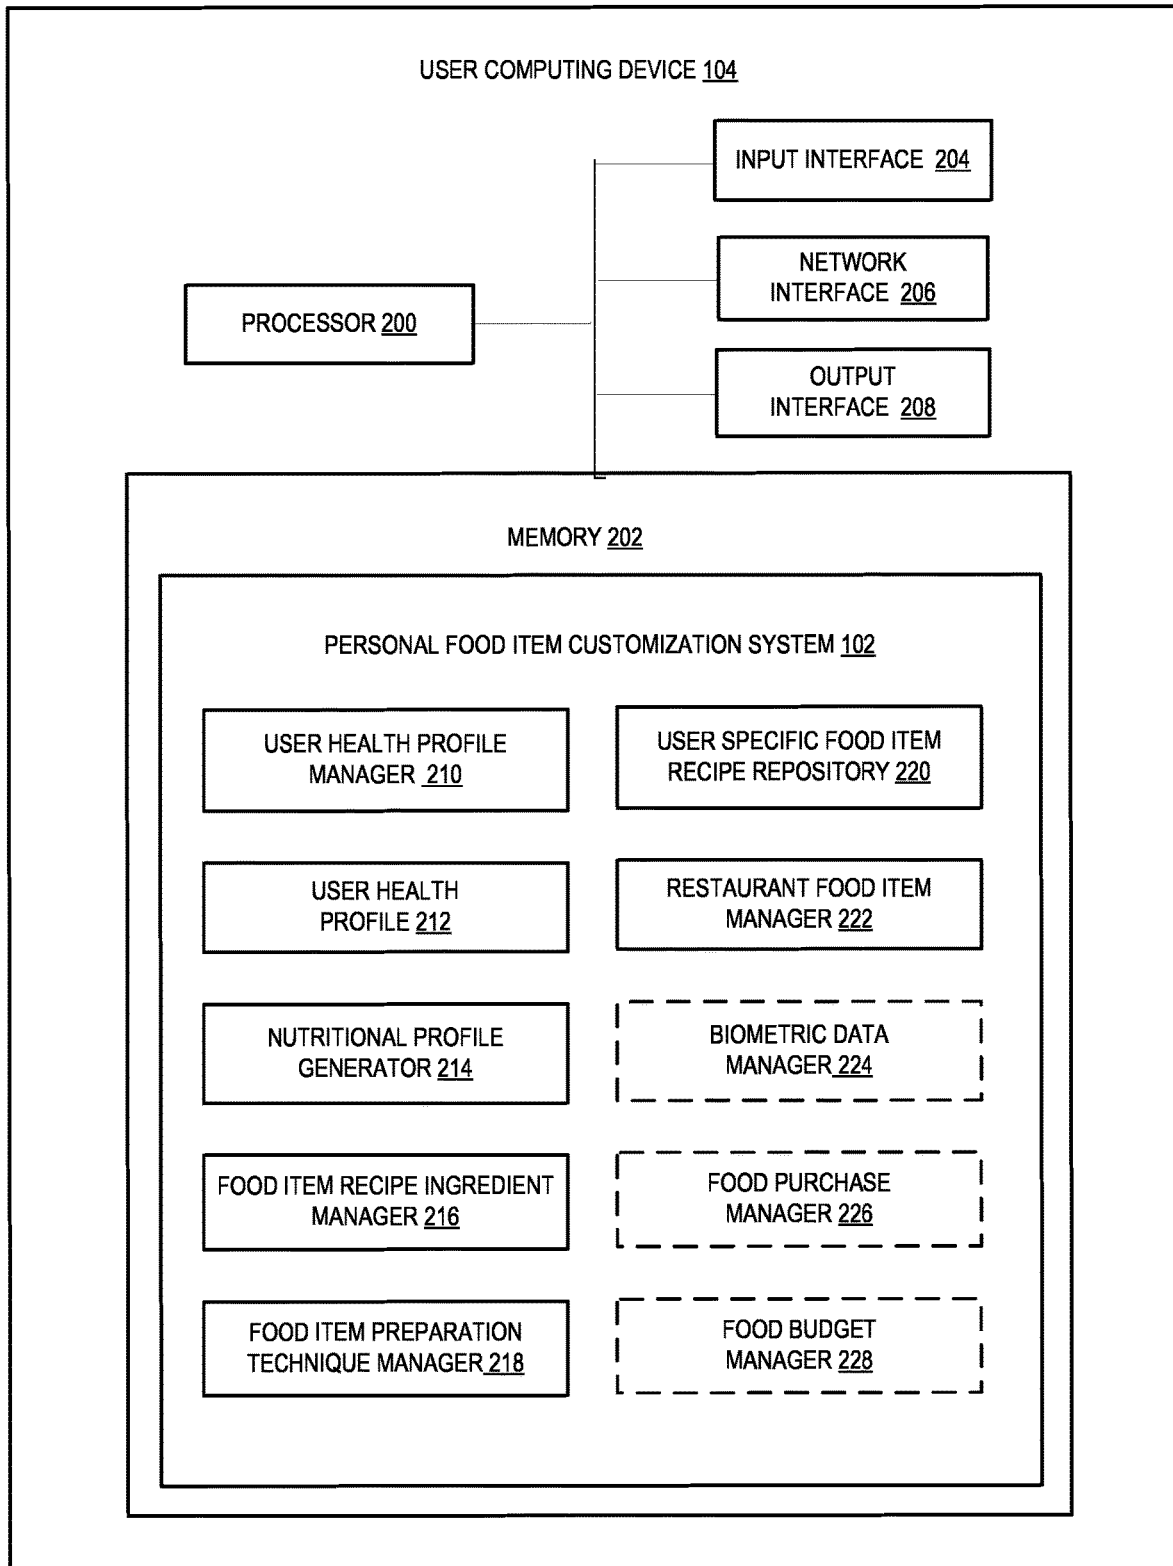 USER COMPUTING DEVICE 104
INPUT INTERFACE 204
NETWORK
INTERFACE 206
PROCESSOR 200
OUTPUT
INTERFACE 208
MEMORY 202
PERSONAL FOOD ITEM CUSTOMIZATION SYSTEM 102
USER HEALTH PROFILE
MANAGER 210
USER SPECIFIC FOOD ITEM
RECIPE REPOSITORY 220
USER HEALTH
PROFILE 212
RESTAURANT FOOD ITEM
MANAGER 222
NUTRITIONAL PROFILE
GENERATOR 214
BIOMETRIC DATA
MANAGER 224
FOOD ITEM RECIPE INGREDIENT
MANAGER 216
FOOD PURCHASE
MANAGER 226
FOOD ITEM PREPARATION
TECHNIQUE MANAGER 218
FOOD BUDGET
MANAGER 228